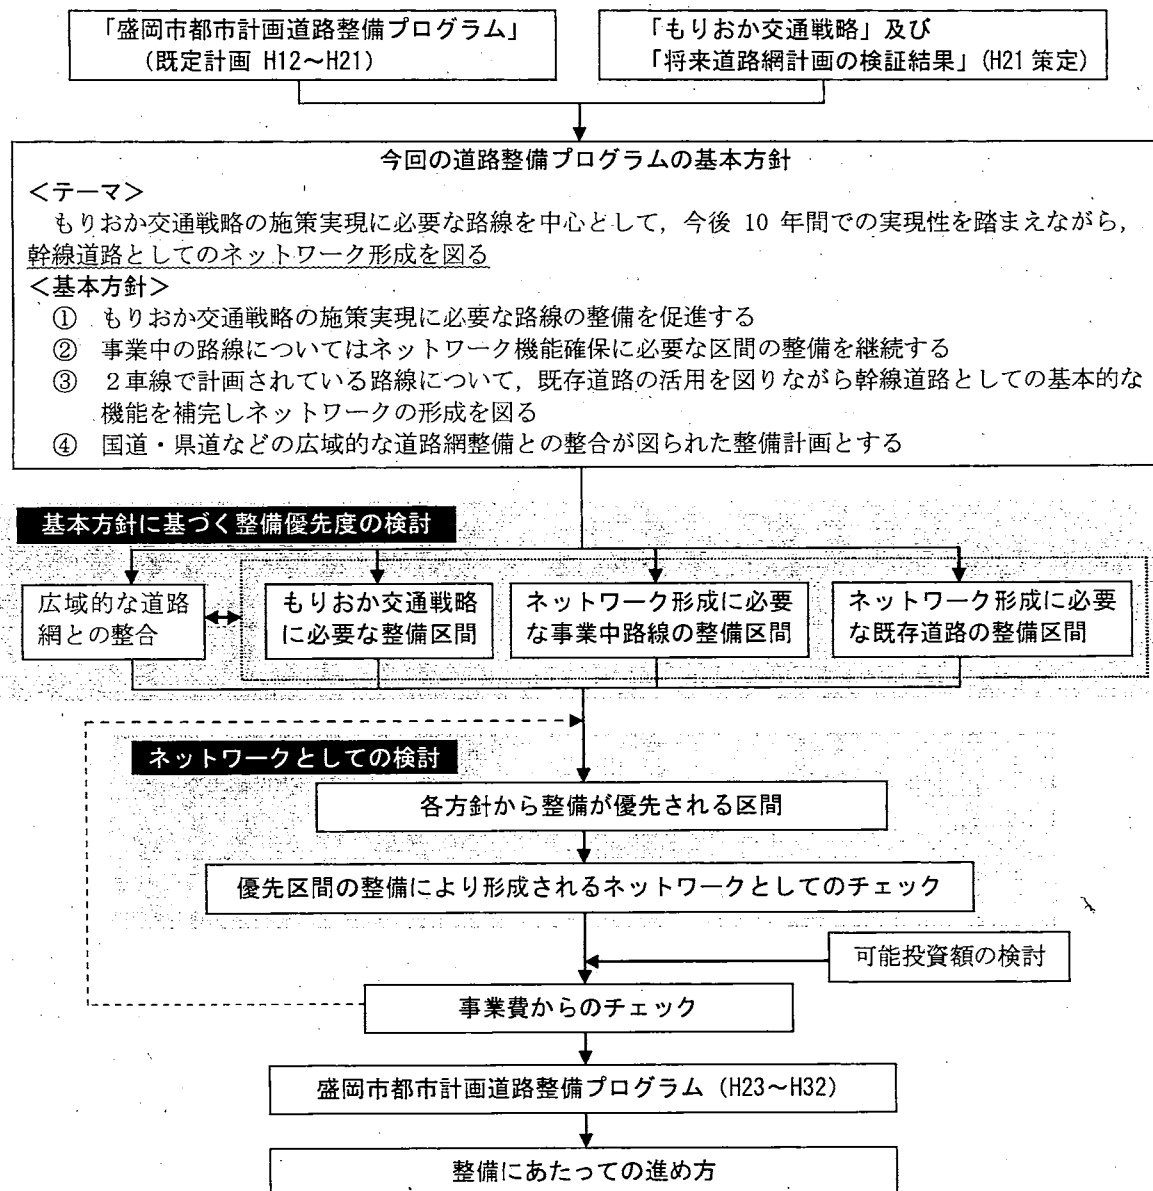 「盛岡市都市計画道路整備プログラム」
（既定計画 H12～H21）
「もりおか交通戦略」及び
「将来道路網計画の検証結果」(H21 策定)
今回の道路整備プログラムの基本方針
＜テーマ＞
もりおか交通戦略の施策実現に必要な路線を中心として，今後 10 年間での実現性を踏まえながら，
幹線道路としてのネットワーク形成を図る
＜基本方針＞
① もりおか交通戦略の施策実現に必要な路線の整備を促進する
② 事業中の路線についてはネットワーク機能確保に必要な区間の整備を継続する
③ ２車線で計画されている路線について，既存道路の活用を図りながら幹線道路としての基本的な
機能を補完しネットワークの形成を図る
④ 国道・県道などの広域的な道路網整備との整合が図られた整備計画とする
基本方針に基づく整備優先度の検討
広域的な道路
網との整合
もりおか交通戦略
に必要な整備区間
ネットワーク形成に必要
な事業中路線の整備区間
ネットワーク形成に必要
な既存道路の整備区間
ネットワークとしての検討
各方針から整備が優先される区間
優先区間の整備により形成されるネットワークとしてのチェック
可能投資額の検討
事業費からのチェック
盛岡市都市計画道路整備プログラム（H23～H32）
整備にあたっての進め方